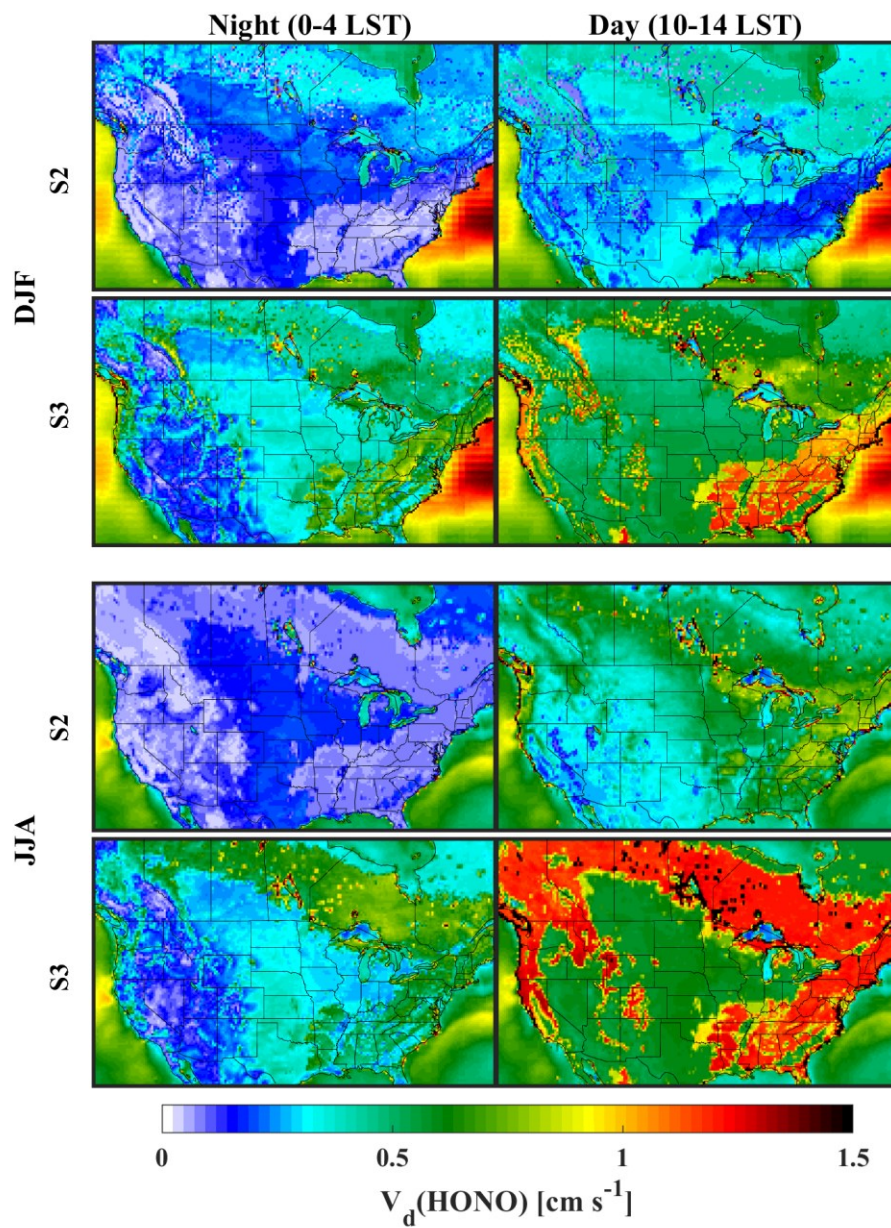 Night (0-4 LST) Day (10-14 LST)
DJF
S2
S3
JJA
S2
S3
0 0.5 1 1.5
V_d(HONO) [cm s⁻¹]